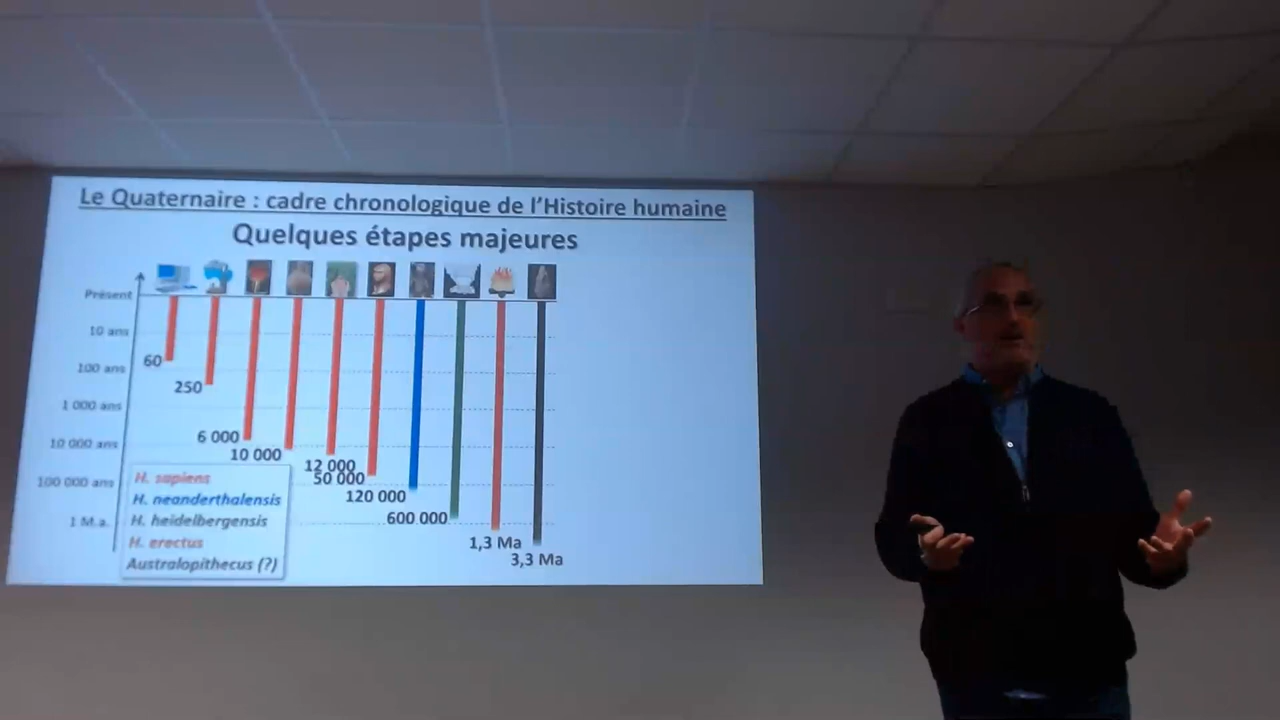 Le Quaternaire : cadre chronologique de l'Histoire humaine
Quelques étapes majeures
Présent
10 ans
100 ans
1 000 ans
10 000 ans
100 000 ans
1 M.a.
60
250
6 000
10 000
12 000
50 000
120 000
600 000
1,3 Ma
3,3 Ma
H. sapiens
H. neanderthalensis
H. heidelbergensis
H. erectus
Australopithecus (?)